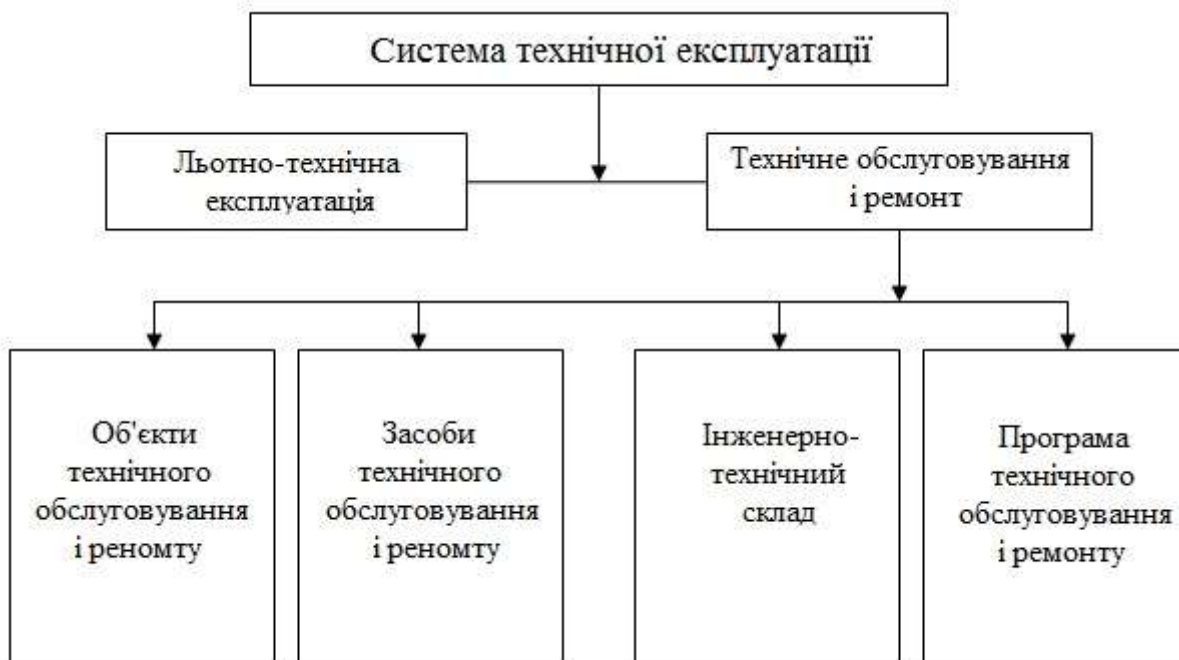 Система технічної експлуатації
Льотно-технічна
експлуатація
Технічне обслуговування
і ремонт
Об'єкти
технічного
обслуговування
і реномту
Засоби
технічного
обслуговування
і реномту
Інженерно-
технічний
склад
Програма
технічного
обслуговування
і ремонту